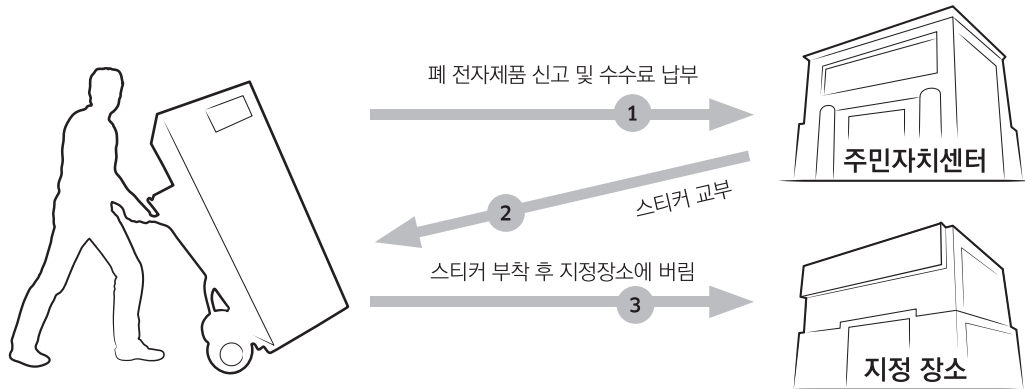 폐 전자제품 신고 및 수수료 납부
1
주민자치센터
스티커 교부
2
스티커 부착 후 지정장소에 버림
3
지정 장소